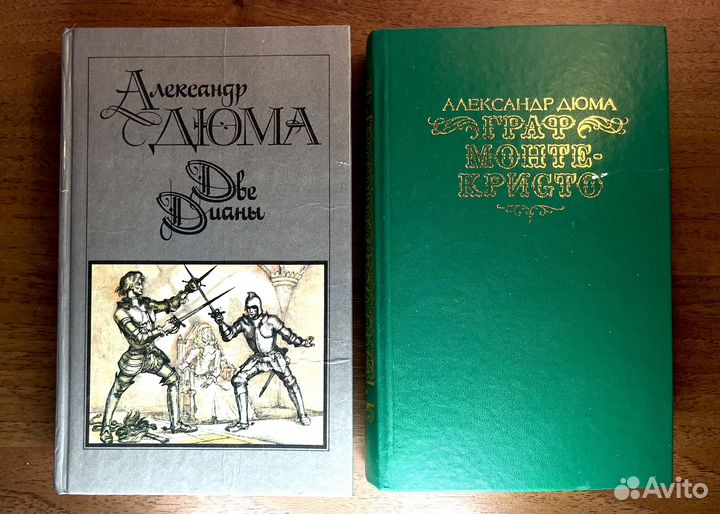 Александр
ДЮМА
Две
Дианы
АЛЕКСАНДР ДЮМА
ГРАФ
МОНТЕ-
КРИСТО
Avito